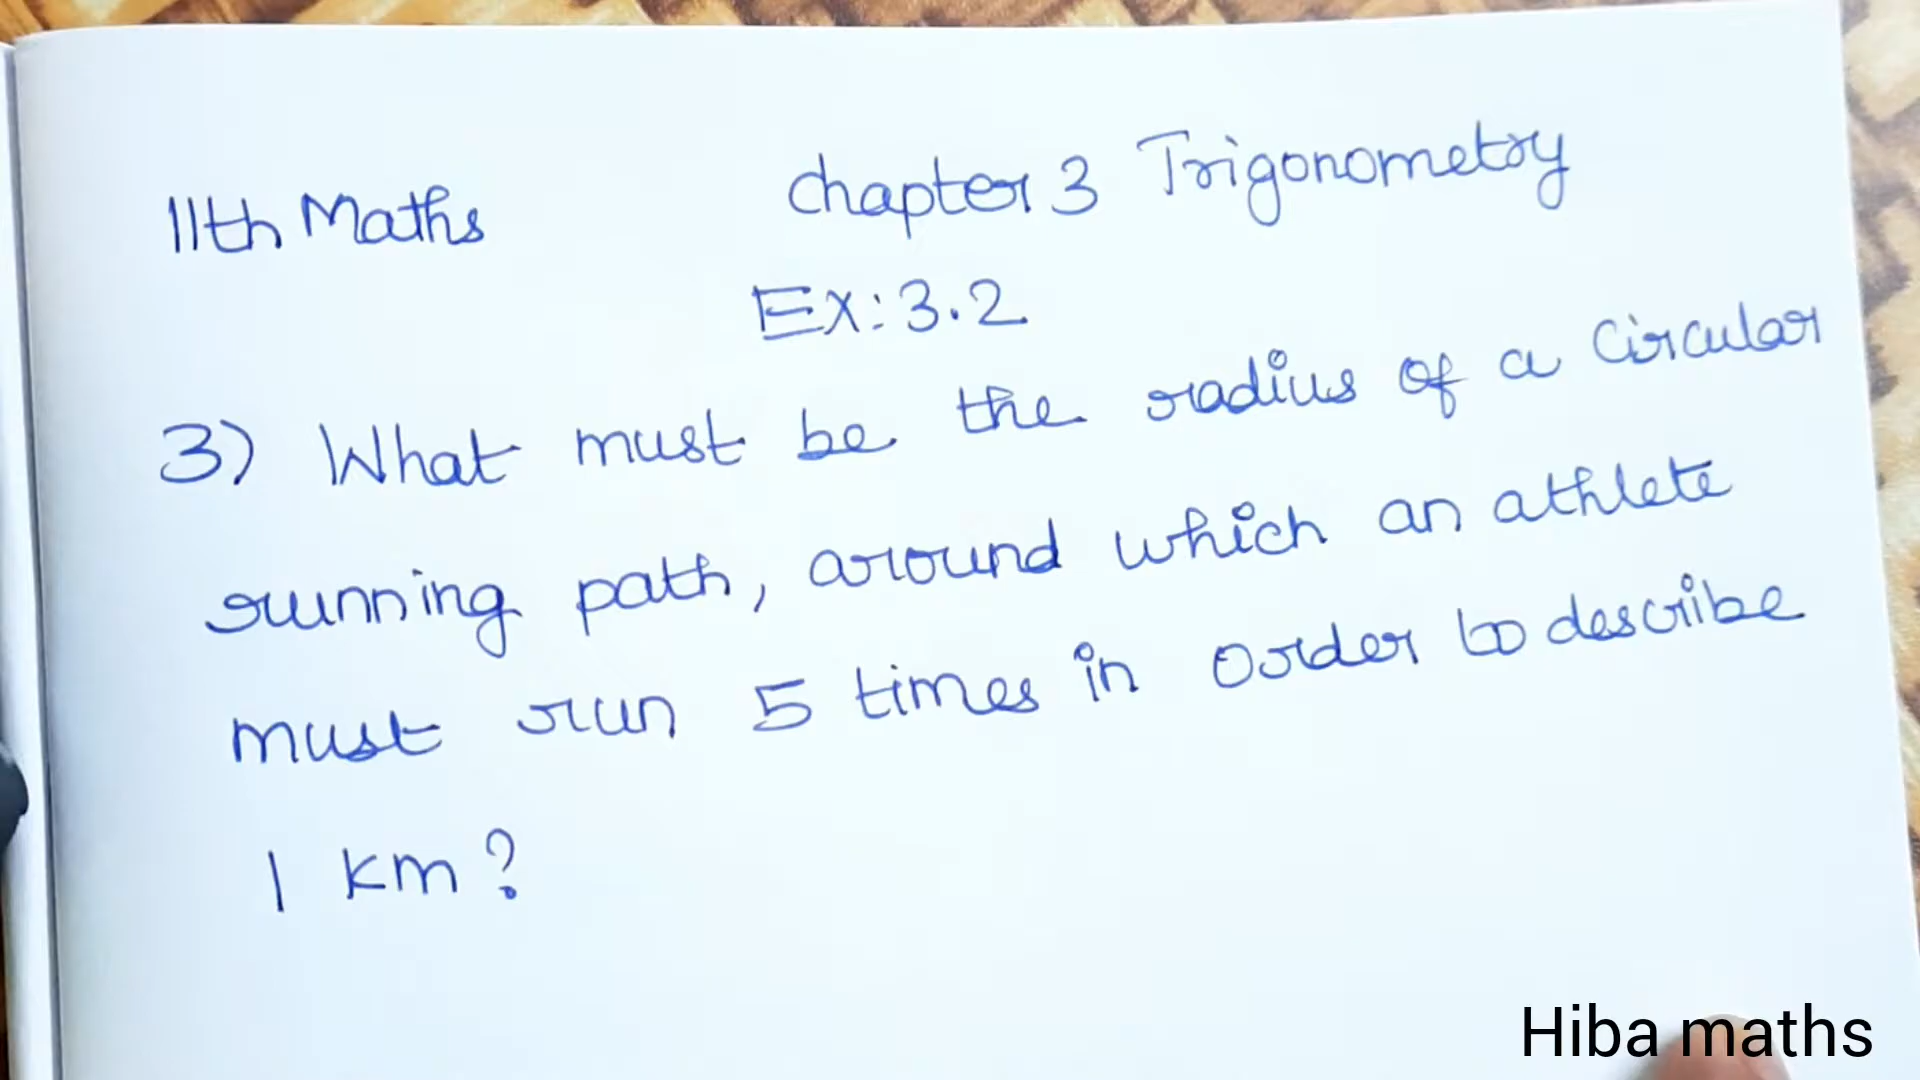 11th Maths chapter 3 Trigonometry
Ex: 3.2
3) What must be the radius of a circular
running path, around which an athlete
must run 5 times in order to describe
1 km?
Hiba maths